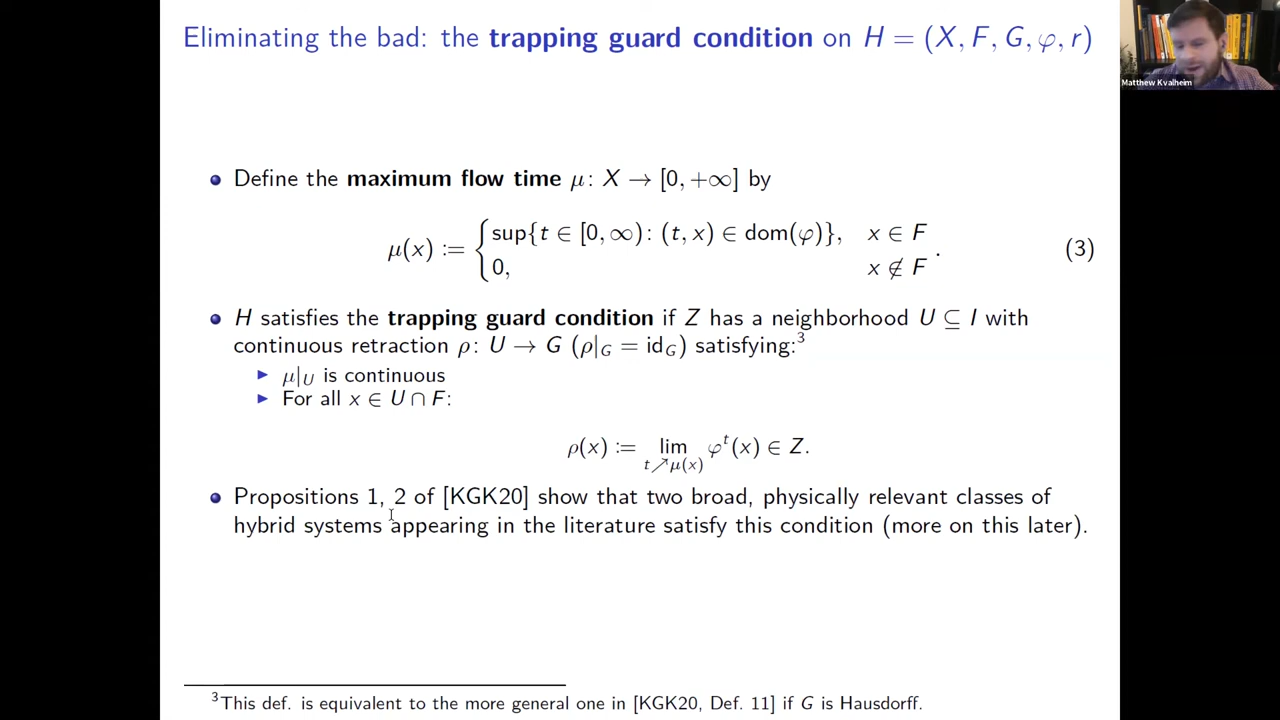 Eliminating the bad: the trapping guard condition on H = (X, F, G, φ, r)
Matthew Kvalheim
Define the maximum flow time μ: X → [0, +∞] by
μ(x) := { sup{t ∈ [0, ∞): (t, x) ∈ dom(φ)}, x ∈ F
0, x ∉ F . (3)
H satisfies the trapping guard condition if Z has a neighborhood U ⊆ I with
continuous retraction ρ: U → G (ρ|_G = id_G) satisfying:³
μ|_U is continuous
For all x ∈ U ∩ F:
ρ(x) := lim_{t↗μ(x)} φ^t(x) ∈ Z.
Propositions 1, 2 of [KGK20] show that two broad, physically relevant classes of
hybrid systems appearing in the literature satisfy this condition (more on this later).
³This def. is equivalent to the more general one in [KGK20, Def. 11] if G is Hausdorff.